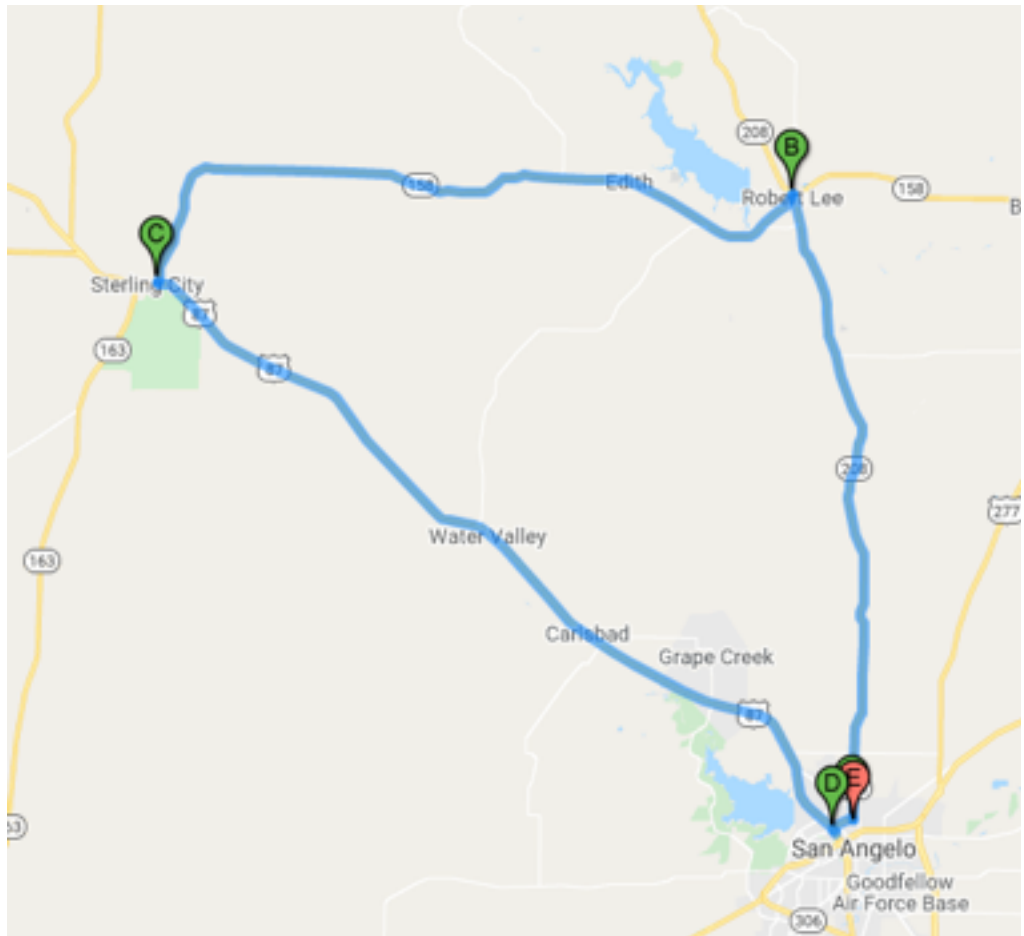 208
B
Robert Lee
158
B
Edith
158
C
Sterling City
87
87
163
208
277
Water Valley
163
Carlsbad
Grape Creek
87
E
D
63
San Angelo
Goodfellow
Air Force Base
306